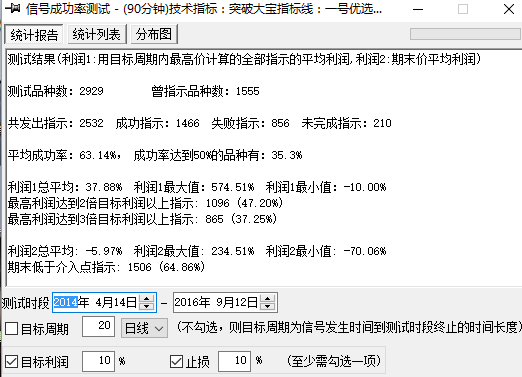 信号成功率测试 - (90分钟)技术指标：突破大宝指标线：一号优选...
统计报告 统计列表 分布图
测试结果(利润1:用目标周期内最高价计算的全部指示的平均利润,利润2:期末价平均利润)
测试品种数：2929 曾指示品种数：1555
共发出指示：2532 成功指示：1466 失败指示：856 未完成指示：210
平均成功率：63.14%， 成功率达到50%的品种有：35.3%
利润1总平均：37.88% 利润1最大值：574.51% 利润1最小值：-10.00%
最高利润达到2倍目标利润以上指示：1096 (47.20%)
最高利润达到3倍目标利润以上指示：865 (37.25%)
利润2总平均：-5.97% 利润2最大值：234.51% 利润2最小值：-70.06%
期末低于介入点指示：1506 (64.86%)
测试时段 2014年 4月14日 - 2016年 9月12日
目标周期 20 日线 (不勾选，则目标周期为信号发生时间到测试时段终止的时间长度)
目标利润 10 % 止损 10 % (至少需勾选一项)